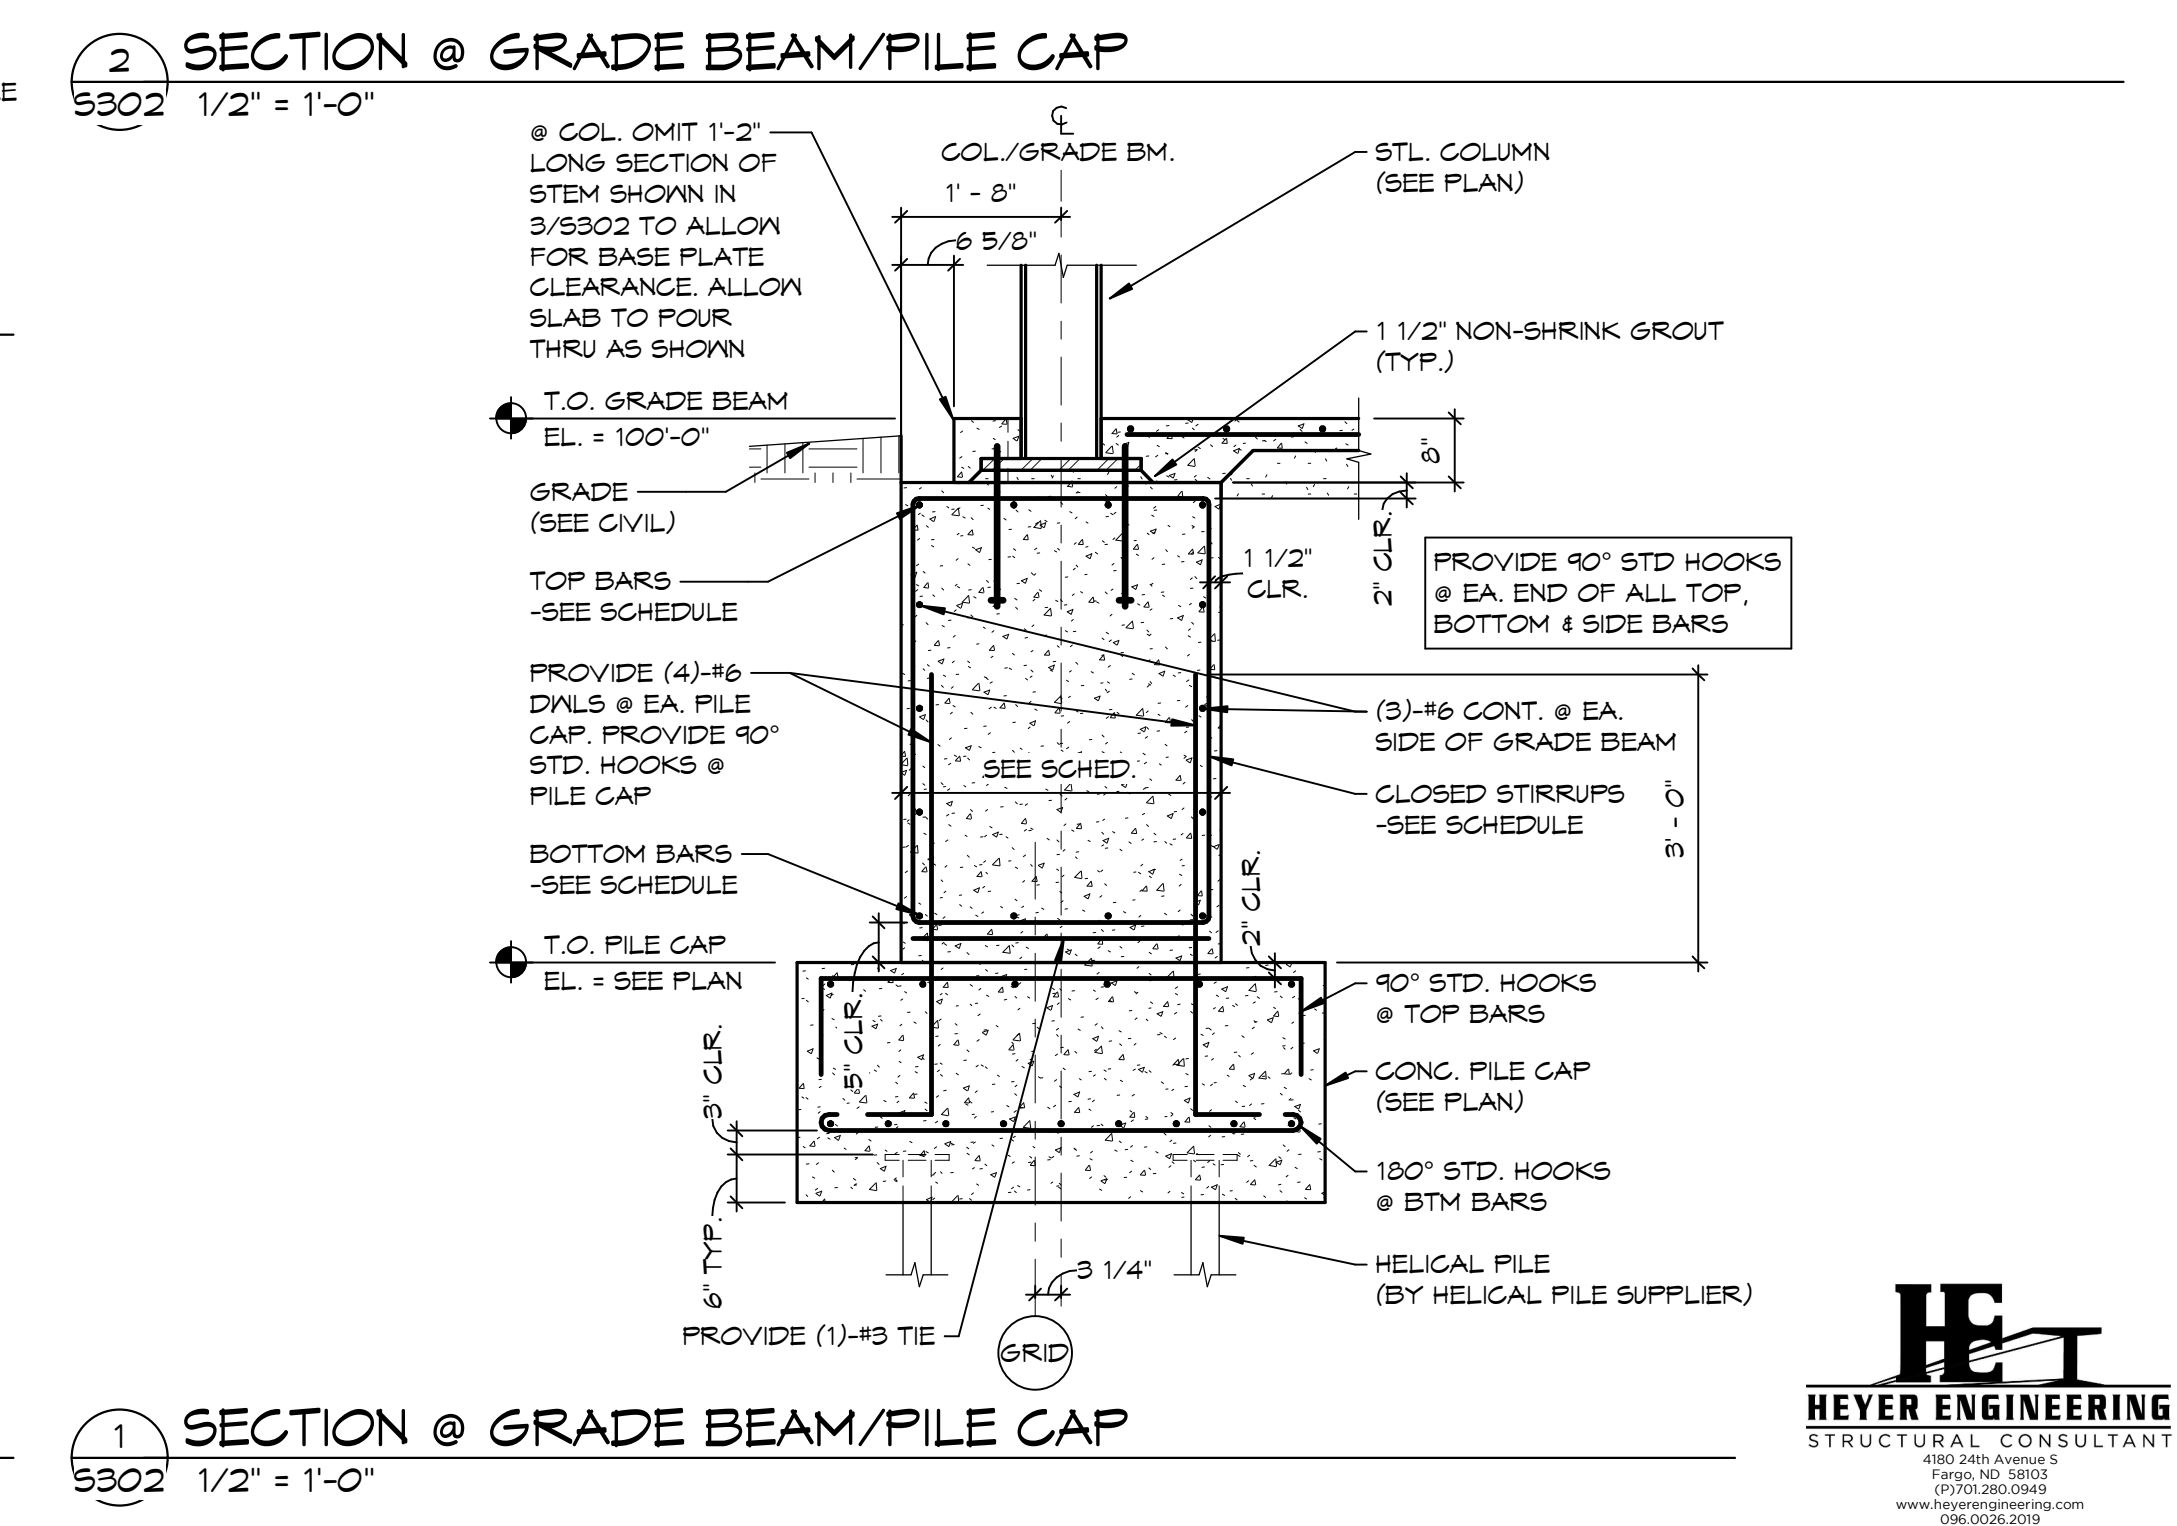 2
SECTION @ GRADE BEAM/PILE CAP
S302
1/2" = 1'-0"
@ COL. OMIT 1'-2"
LONG SECTION OF
STEM SHOWN IN
3/S302 TO ALLOW
FOR BASE PLATE
CLEARANCE. ALLOW
SLAB TO POUR
THRU AS SHOWN
COL./GRADE BM.
1' - 8"
6 5/8"
STL. COLUMN
(SEE PLAN)
1 1/2" NON-SHRINK GROUT
(TYP.)
T.O. GRADE BEAM
EL. = 100'-0"
8"
GRADE
(SEE CIVIL)
2" CLR.
1 1/2"
CLR.
PROVIDE 90° STD HOOKS
@ EA. END OF ALL TOP,
BOTTOM & SIDE BARS
TOP BARS
-SEE SCHEDULE
PROVIDE (4)-#6
DWLS @ EA. PILE
CAP. PROVIDE 90°
STD. HOOKS @
PILE CAP
(3)-#6 CONT. @ EA.
SIDE OF GRADE BEAM
SEE SCHED.
CLOSED STIRRUPS
-SEE SCHEDULE
3' - 0"
BOTTOM BARS
-SEE SCHEDULE
2" CLR.
T.O. PILE CAP
EL. = SEE PLAN
90° STD. HOOKS
@ TOP BARS
5" CLR.
3" CLR.
CONC. PILE CAP
(SEE PLAN)
180° STD. HOOKS
@ BTM BARS
6" TYP.
HELICAL PILE
(BY HELICAL PILE SUPPLIER)
3 1/4"
PROVIDE (1)-#3 TIE
GRID
1
SECTION @ GRADE BEAM/PILE CAP
S302
1/2" = 1'-0"
HE
HEYER ENGINEERING
STRUCTURAL CONSULTANT
4180 24th Avenue S
Fargo, ND 58103
(P)701.280.0949
www.heyerengineering.com
096.0026.2019